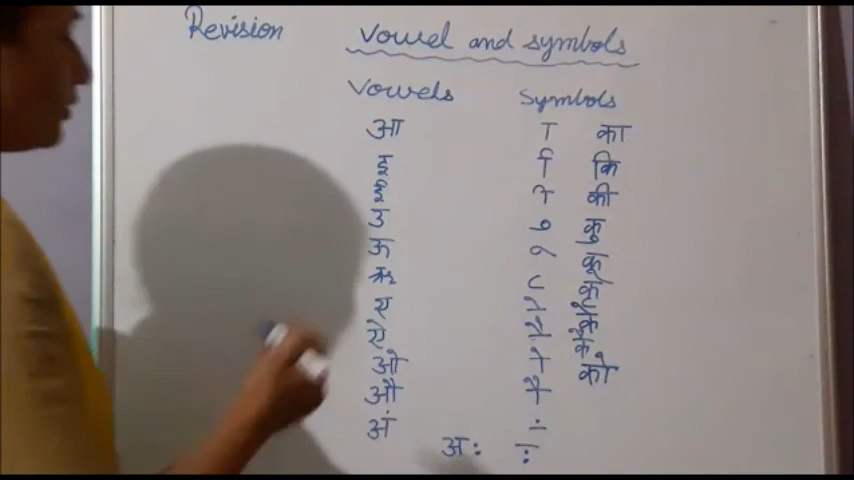 Revision Vowel and symbols
Vowels Symbols
आ ा का
इ ि कि
ई ी की
उ ु कु
ऊ ू कू
ऋ ृ कृ
ए े के
ऐ ै कै
ओ ो को
औ ौ
अं ं
अः ः